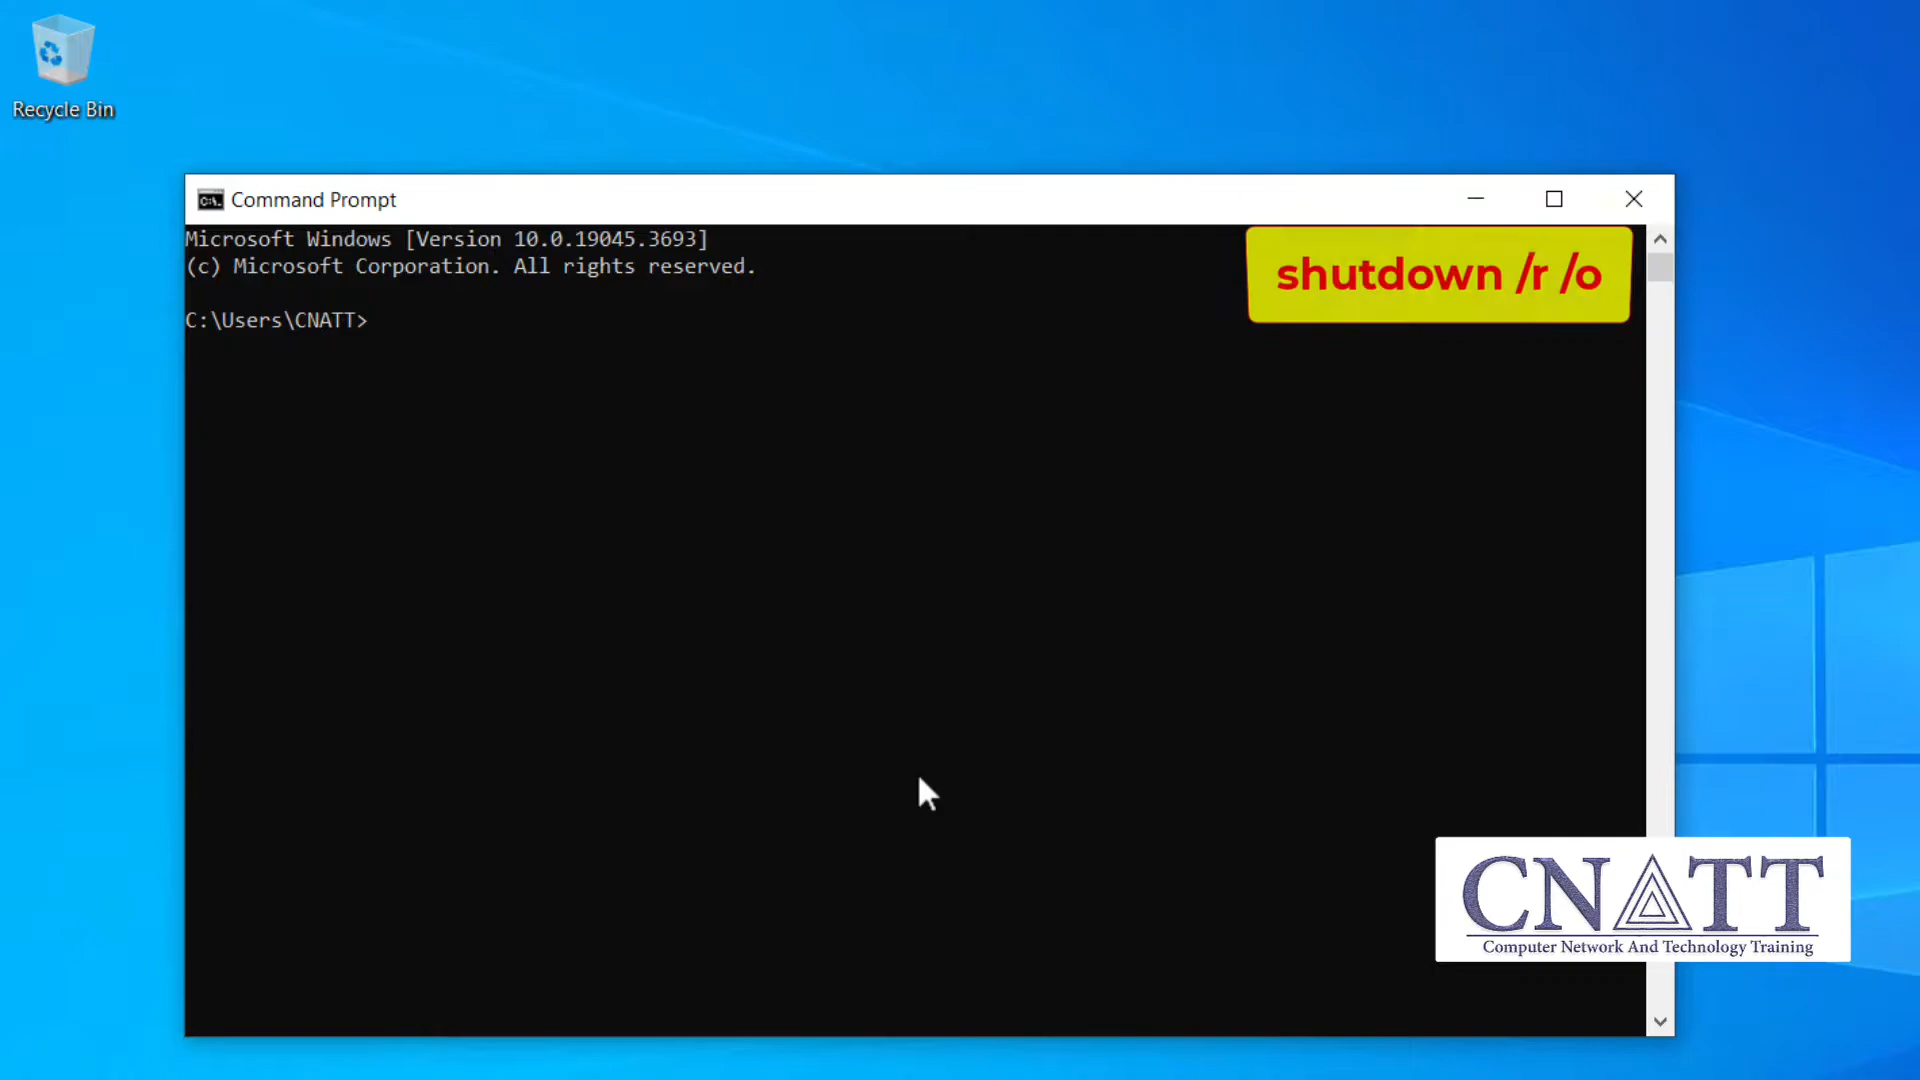 Recycle Bin
Command Prompt
Microsoft Windows [Version 10.0.19045.3693]
(c) Microsoft Corporation. All rights reserved.
C:\Users\CNATT>
shutdown /r /o
CNATT
Computer Network And Technology Training